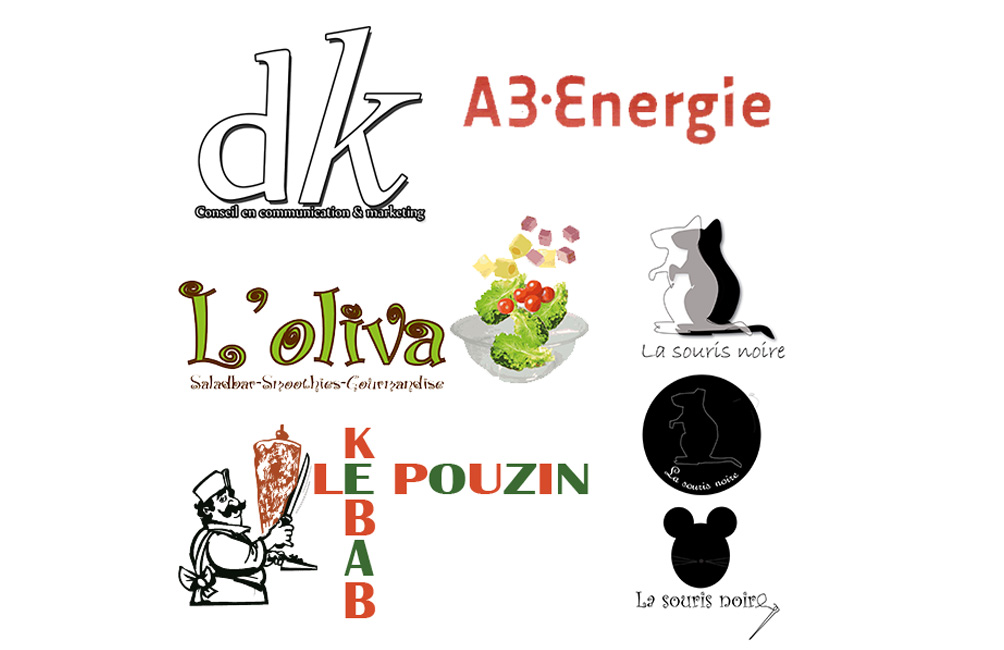 dk
Conseil en communication & marketing
A3·Energie
L'oliva
Saladbar-Smoothies-Gourmandise
La souris noire
La souris noire
KEBAB
LE POUZIN
La souris noire